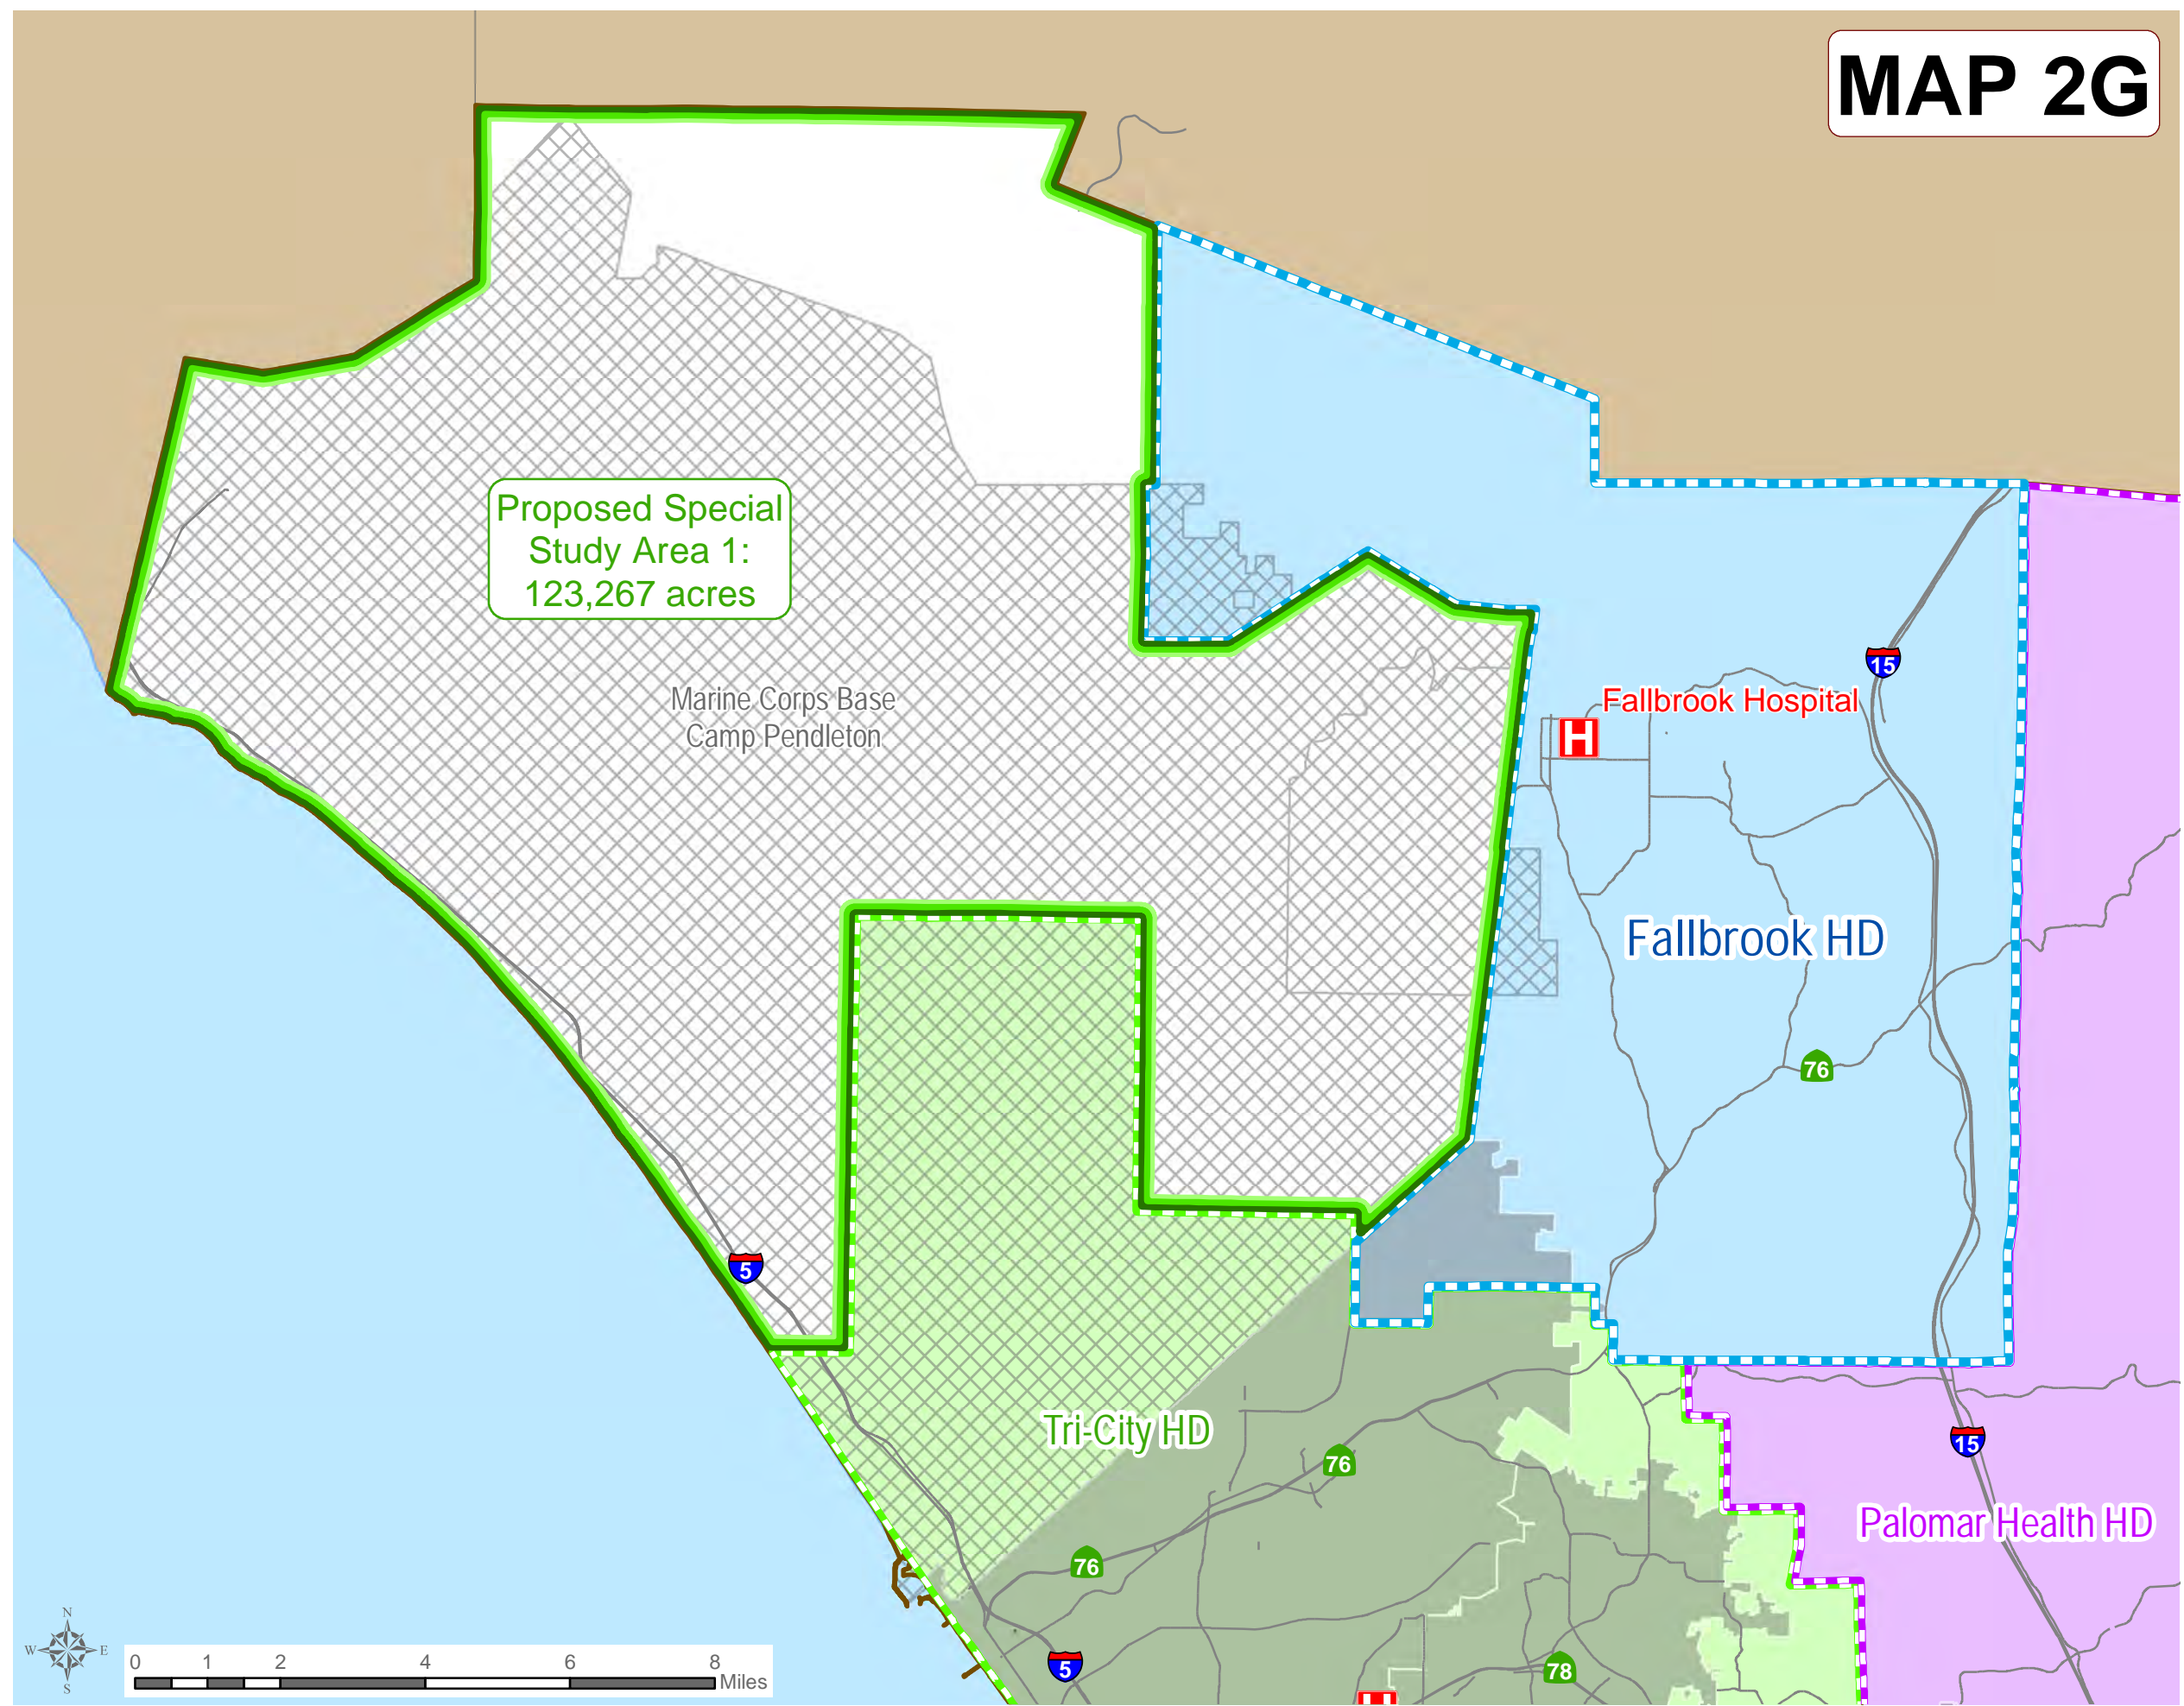 MAP 2G
Proposed Special
Study Area 1:
123,267 acres
Marine Corps Base
Camp Pendleton
15
Fallbrook Hospital
H
Fallbrook HD
76
5
Tri-City HD
76
15
Palomar Health HD
76
5
78
H
N
W
E
S
0 1 2 4 6 8
Miles